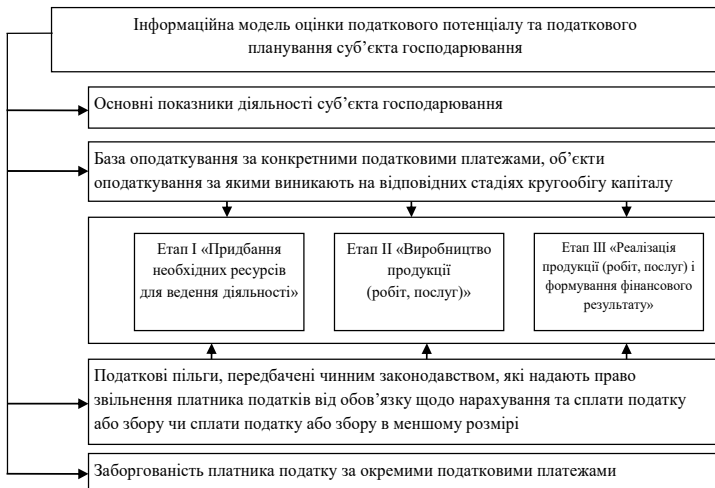 Інформаційна модель оцінки податкового потенціалу та податкового
планування суб’єкта господарювання
Основні показники діяльності суб’єкта господарювання
База оподаткування за конкретними податковими платежами, об’єкти
оподаткування за якими виникають на відповідних стадіях кругообігу капіталу
Етап І «Придбання
необхідних ресурсів
для ведення діяльності»
Етап ІІ «Виробництво
продукції
(робіт, послуг)»
Етап ІІІ «Реалізація
продукції (робіт, послуг) і
формування фінансового
результату»
Податкові пільги, передбачені чинним законодавством, які надають право
звільнення платника податків від обов’язку щодо нарахування та сплати податку
або збору чи сплати податку або збору в меншому розмірі
Заборгованість платника податку за окремими податковими платежами